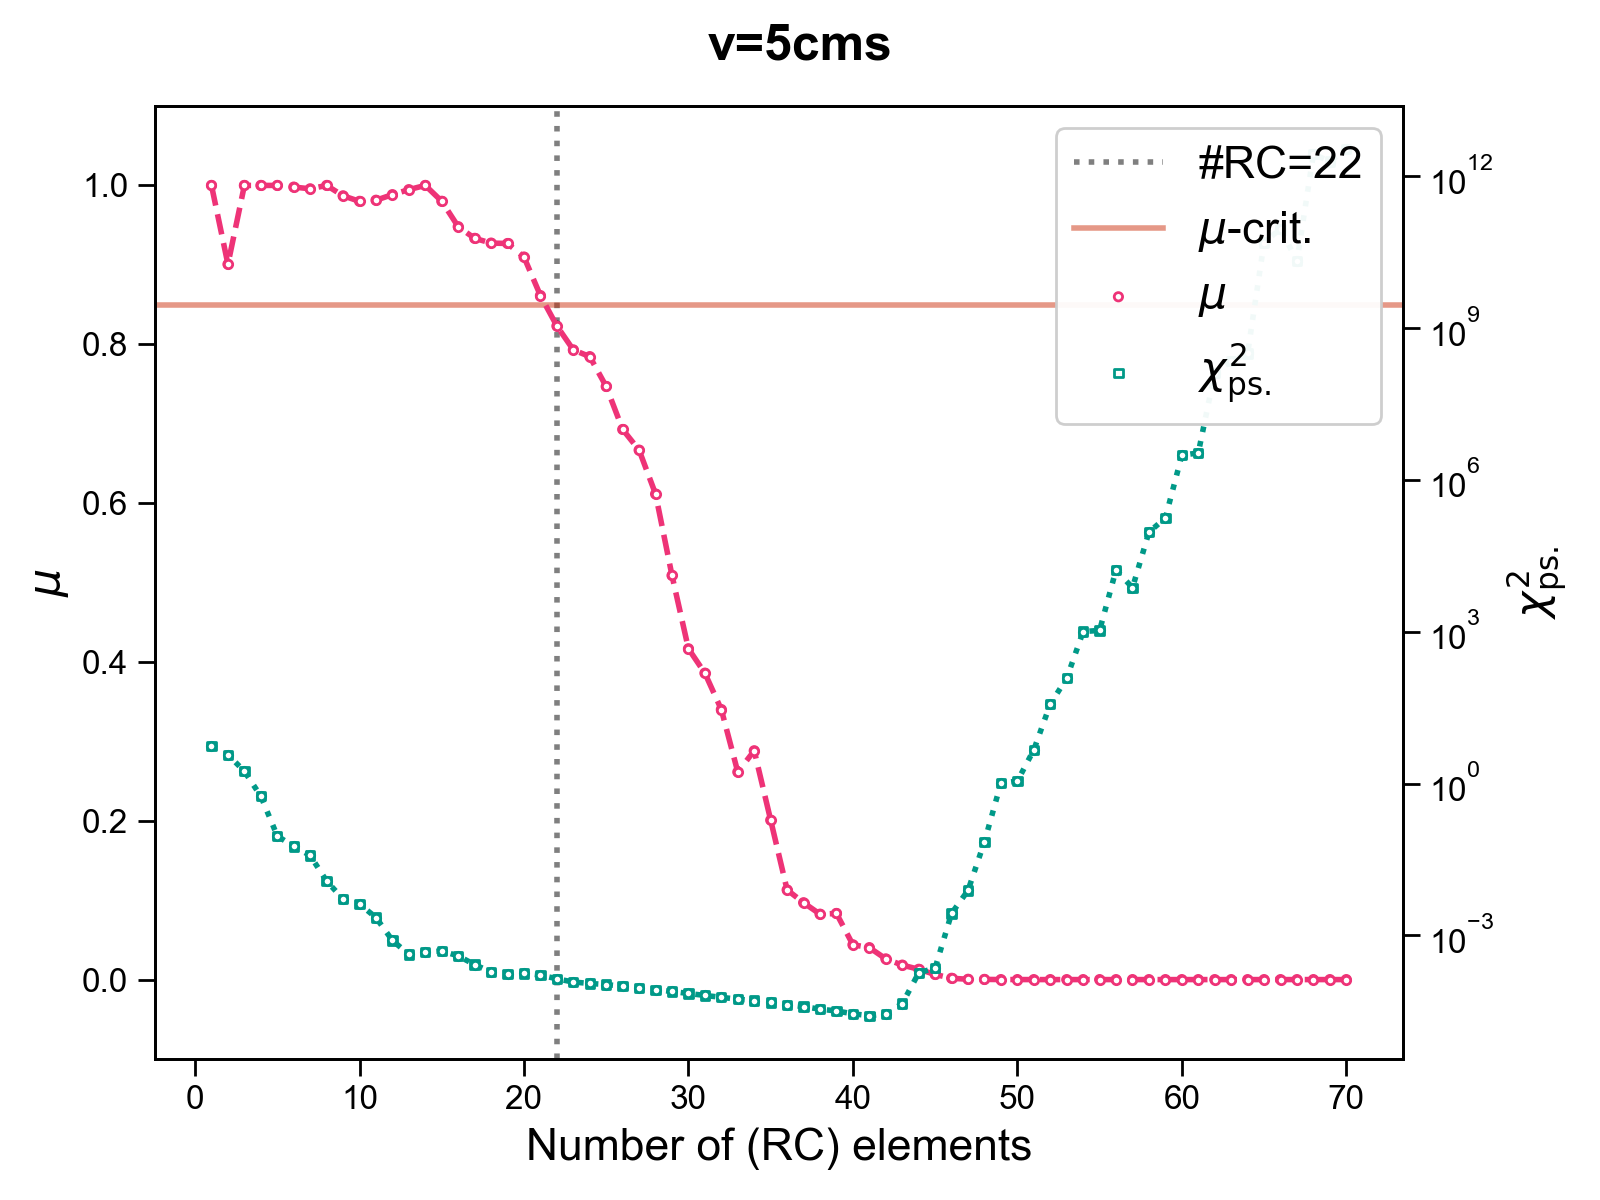 v=5cms
#RC=22
μ-crit.
μ
χ²ps.
1.0
0.8
0.6
0.4
0.2
0.0
μ
10¹²
10⁹
10⁶
10³
10⁰
10⁻³
χ²ps.
0 10 20 30 40 50 60 70
Number of (RC) elements